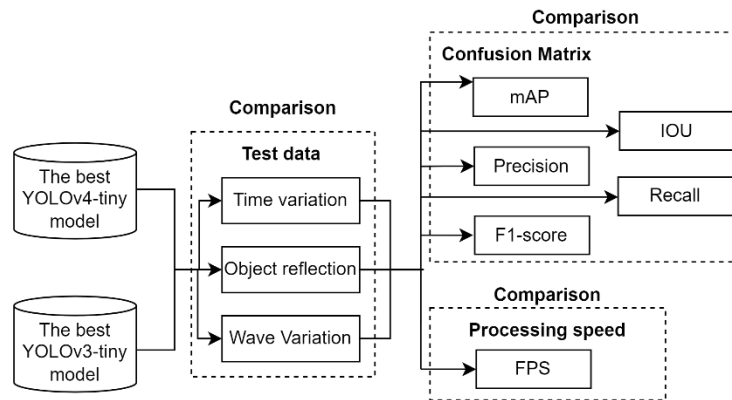 The best
YOLOv4-tiny
model
The best
YOLOv3-tiny
model
Comparison
Test data
Time variation
Object reflection
Wave Variation
Comparison
Confusion Matrix
mAP
IOU
Precision
Recall
F1-score
Comparison
Processing speed
FPS